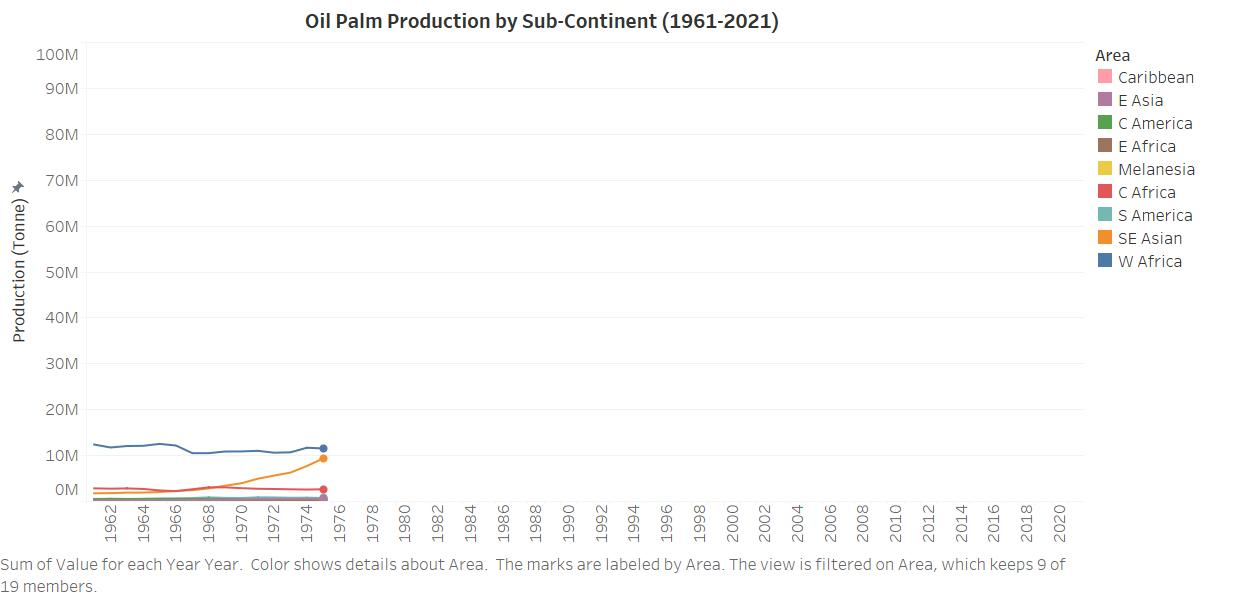 Oil Palm Production by Sub-Continent (1961-2021)
Production (Tonne)
100M
90M
80M
70M
60M
50M
40M
30M
20M
10M
0M
1962 1964 1966 1968 1970 1972 1974 1976 1978 1980 1982 1984 1986 1988 1990 1992 1994 1996 1998 2000 2002 2004 2006 2008 2010 2012 2014 2016 2018 2020
Area
Caribbean
E Asia
C America
E Africa
Melanesia
C Africa
S America
SE Asian
W Africa
Sum of Value for each Year Year.  Color shows details about Area.  The marks are labeled by Area. The view is filtered on Area, which keeps 9 of
19 members.